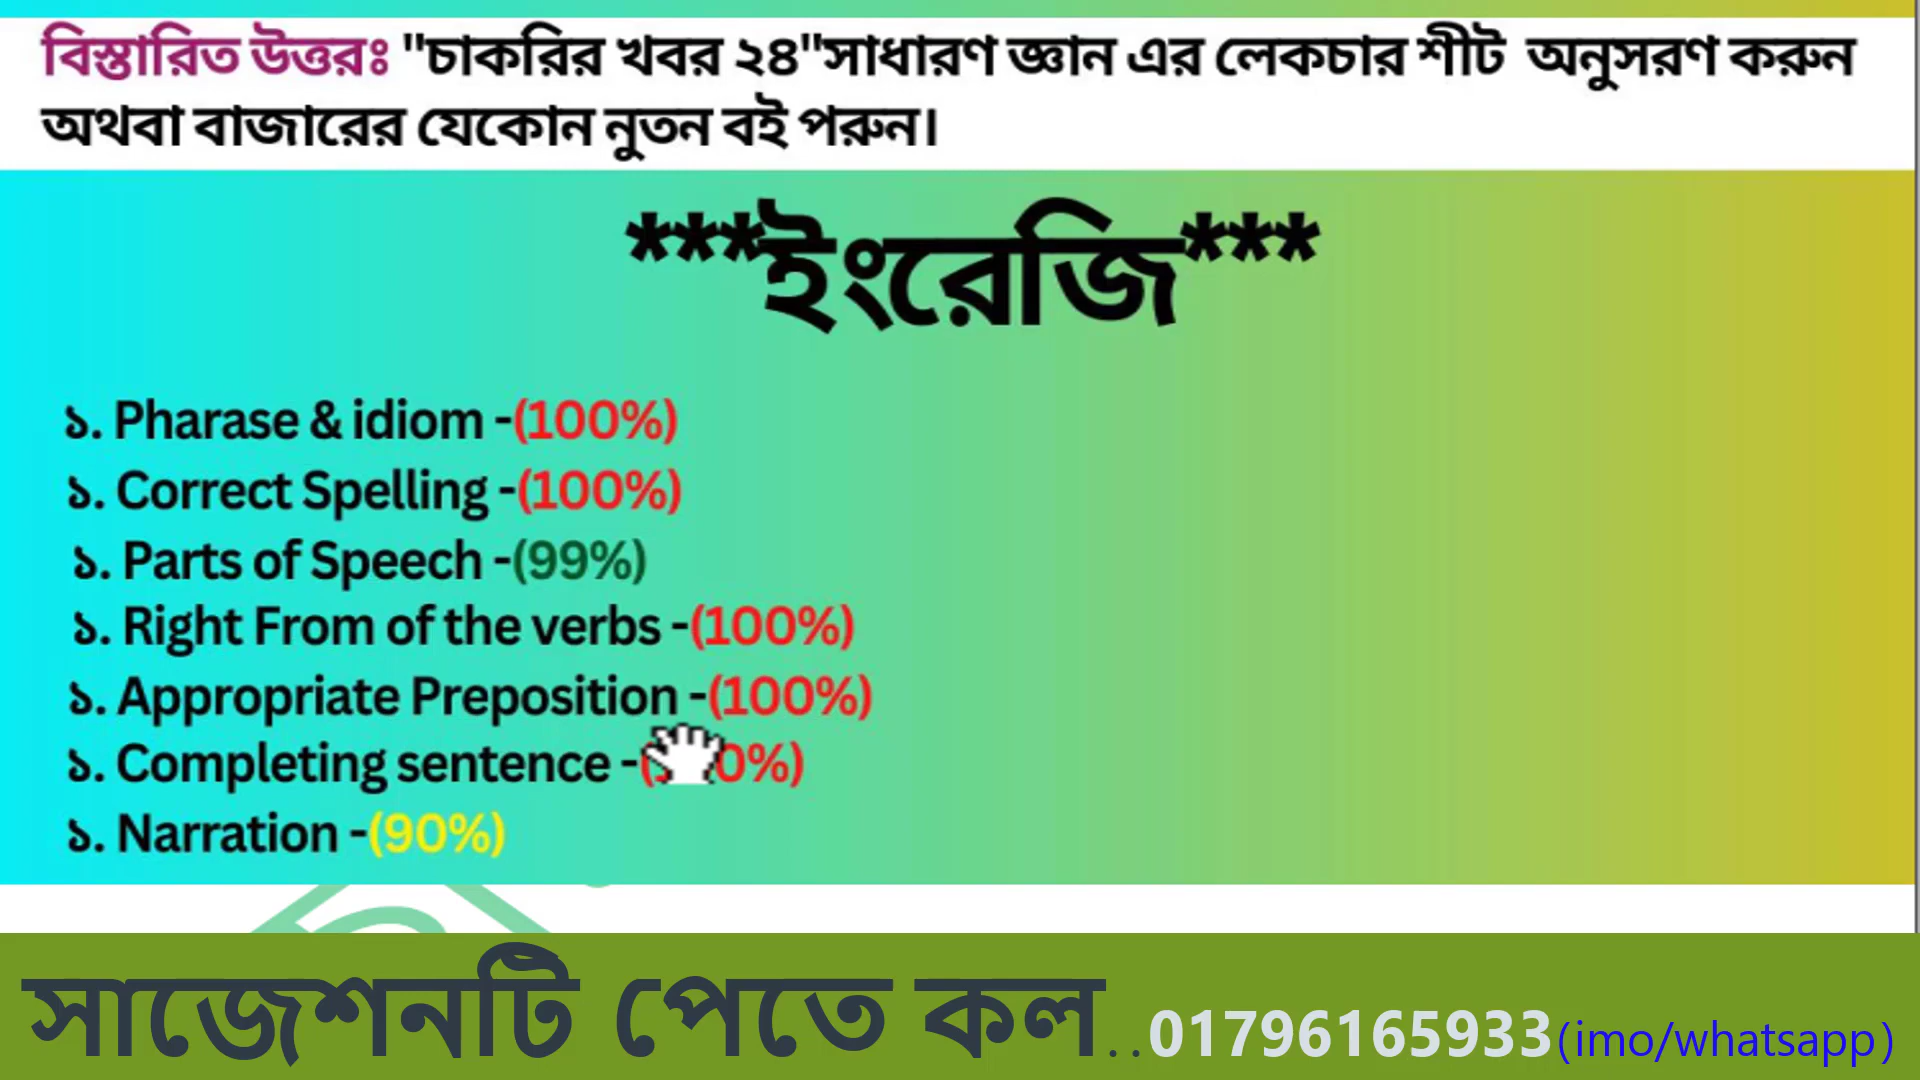 বিস্তারিত উত্তরঃ "চাকরির খবর ২৪"সাধারণ জ্ঞান এর লেকচার শীট অনুসরণ করুন
অথবা বাজারের যেকোন নুতন বই পরুন।
***ইংরেজি***
১. Pharase & idiom -(100%)
১. Correct Spelling -(100%)
১. Parts of Speech -(99%)
১. Right From of the verbs -(100%)
১. Appropriate Preposition -(100%)
১. Completing sentence -
১. Narration -(90%)
সাজেশনটি পেতে কল..01796165933(imo/whatsapp)